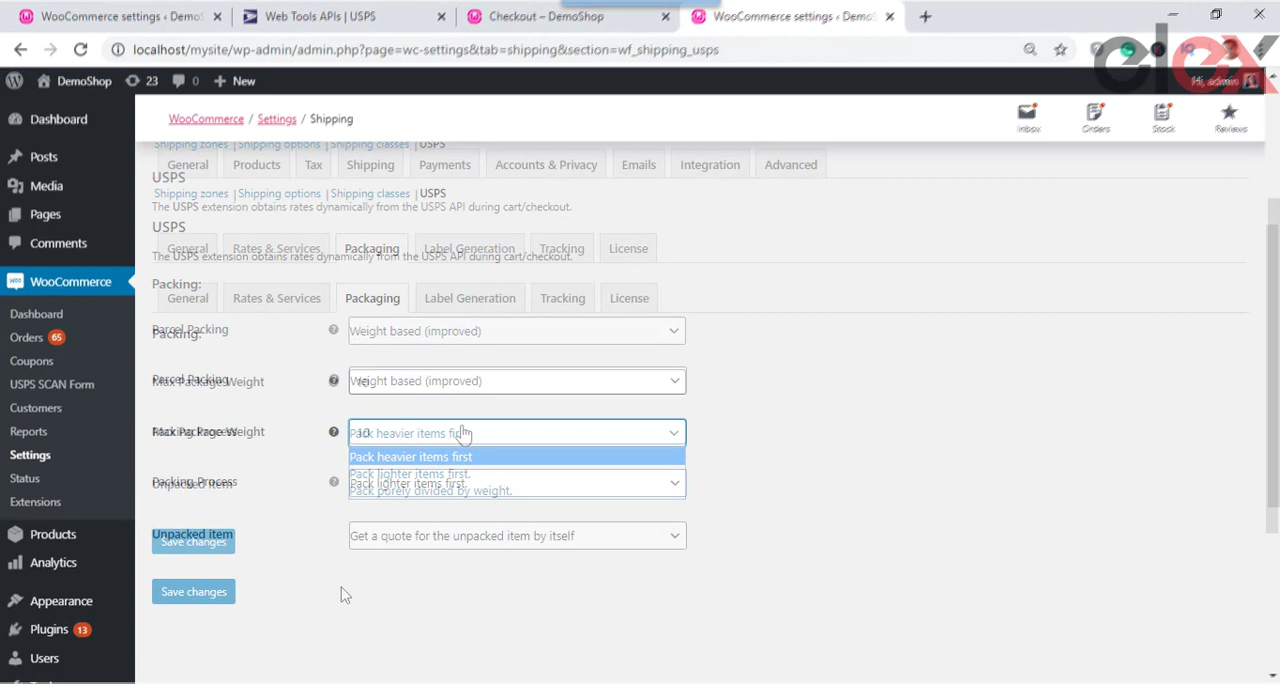 WooCommerce settings ‹ Demo
Web Tools APIs | USPS
Checkout – DemoShop
WooCommerce settings ‹ Demo
localhost/mysite/wp-admin/admin.php?page=wc-settings&tab=shipping&section=wf_shipping_usps
elex
DemoShop
23
0
New
Hi, admin
Dashboard
Posts
Media
Pages
Comments
WooCommerce
Dashboard
Orders 65
Coupons
USPS SCAN Form
Customers
Reports
Settings
Status
Extensions
Products
Analytics
Appearance
Plugins 13
Users
WooCommerce / Settings / Shipping
Inbox
Orders
Stock
Reviews
Shipping zones | Shipping options | Shipping classes | USPS
General Products Tax Shipping Payments Accounts & Privacy Emails Integration Advanced
USPS
Shipping zones | Shipping options | Shipping classes | USPS
The USPS extension obtains rates dynamically from the USPS API during cart/checkout.
USPS
General Rates & Services Packaging Label Generation Tracking License
The USPS extension obtains rates dynamically from the USPS API during cart/checkout.
Packing:
General Rates & Services Packaging Label Generation Tracking License
Parcel Packing
Weight based (improved)
Packing:
Parcel Packing
Max Package Weight
Weight based (improved)
10
Packing Process
Max Package Weight
Pack heavier items first
10
Pack heavier items first
Pack lighter items first.
Packing Process
Unpacked item
Pack lighter items first.
Pack purely divided by weight.
Unpacked item
Get a quote for the unpacked item by itself
Save changes
Save changes